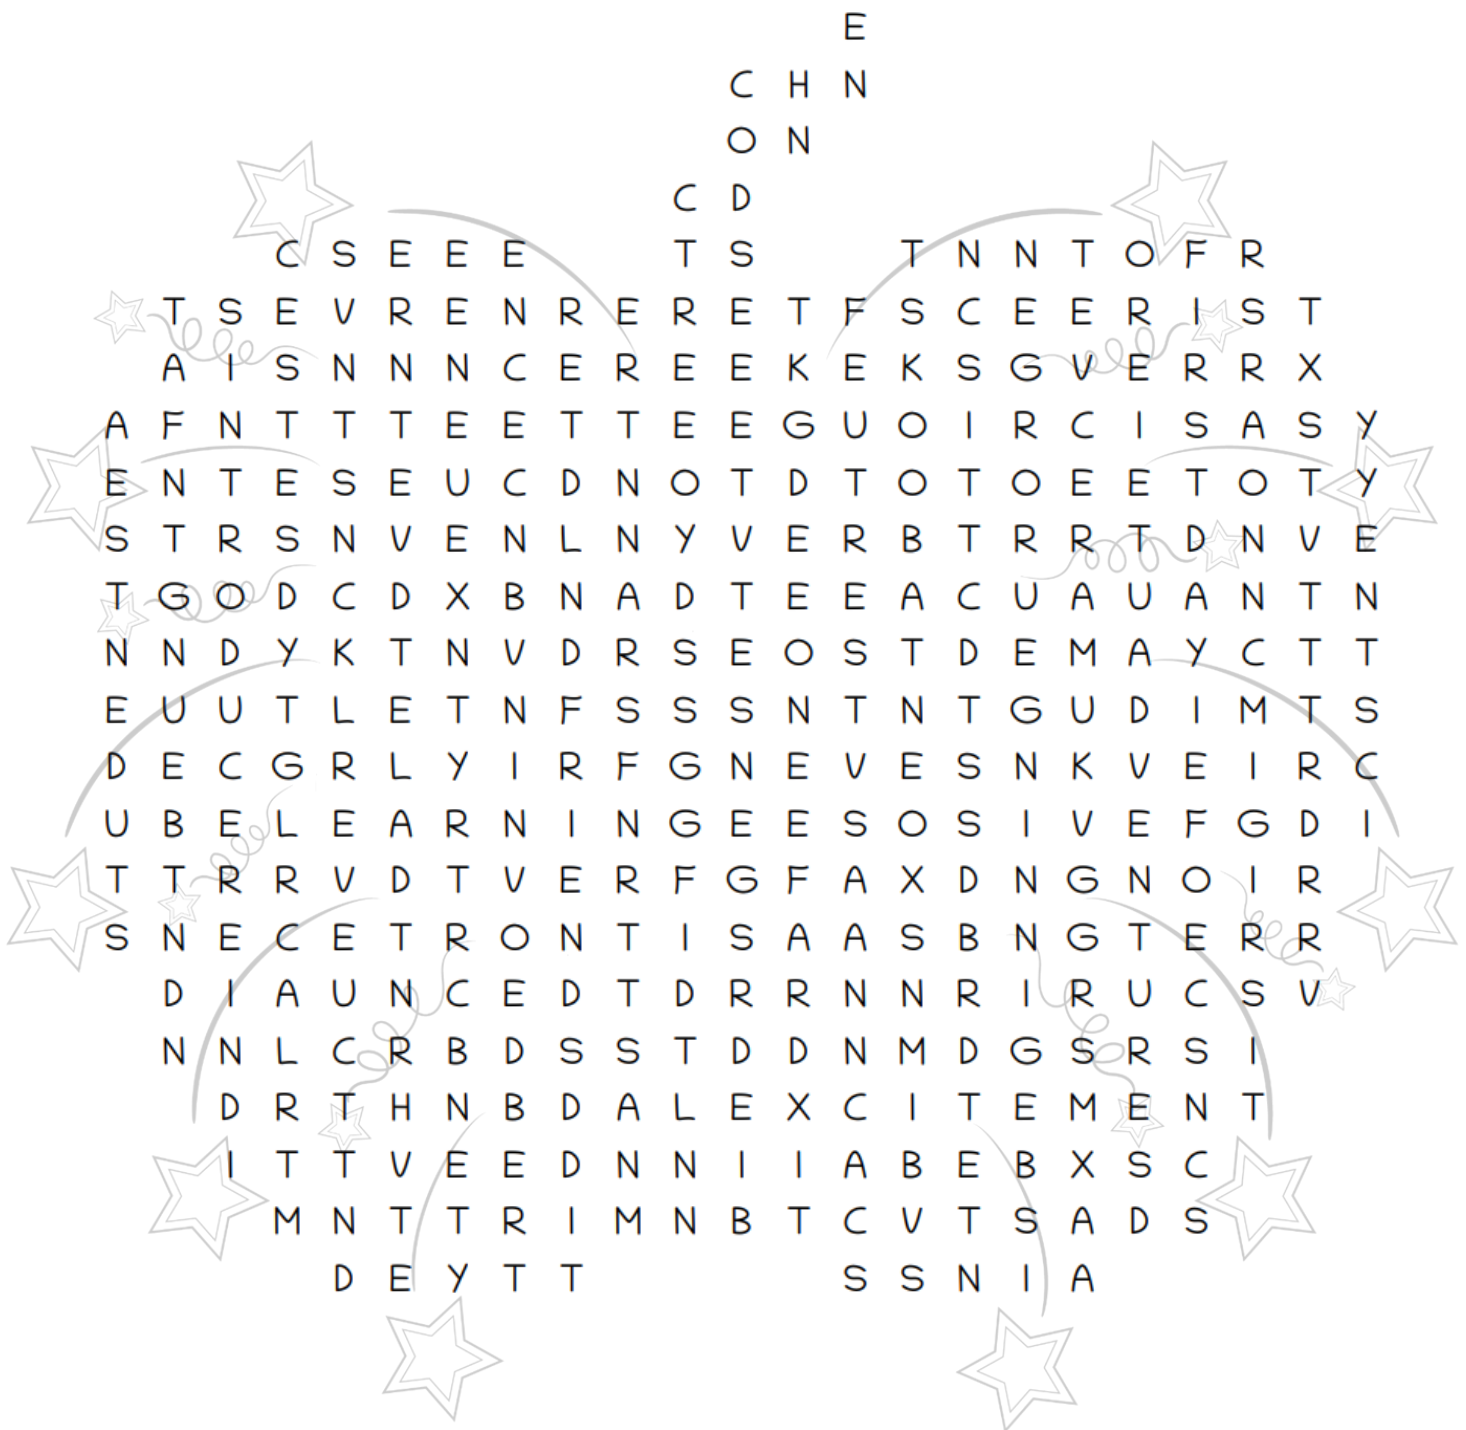 E
C H N
O N
C D
C S E E E T S T N N T O F R
T S E V R E N R E R E T F S C E E R I S T
A I S N N N C E R E E K E K S G V E R R X
A F N T T T E E T T E E G U O I R C I S A S Y
E N T E S E U C D N O T D T O T O E E T O T Y
S T R S N V E N L N Y V E R B T R R T D N V E
T G O D C D X B N A D T E E A C U A U A N T N
N N D Y K T N V D R S E O S T D E M A Y C T T
E U U T L E T N F S S S N T N T G U D I M T S
D E C G R L Y I R F G N E V E S N K V E I R C
U B E L E A R N I N G E E S O S I V E F G D I
T T R R V D T V E R F G F A X D N G N O I R
S N E C E T R O N T I S A A S B N G T E R R
D I A U N C E D T D R R N N R I R U C S V
N N L C R B D S S T D D N M D G S R S I
D R T H N B D A L E X C I T E M E N T
I T T V E E D N N I I A B E B X S C
M N T T R I M N B T C V T S A D S
D E Y T T S S N I A